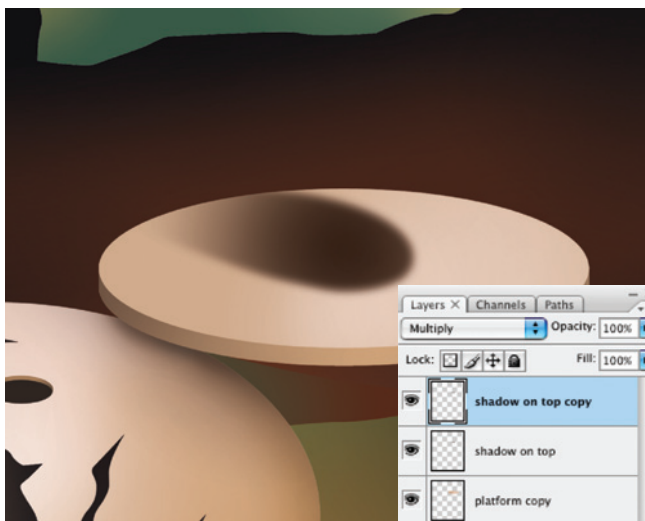 Layers × Channels Paths
Multiply Opacity: 100%
Lock: Fill: 100%
shadow on top copy
shadow on top
platform copy